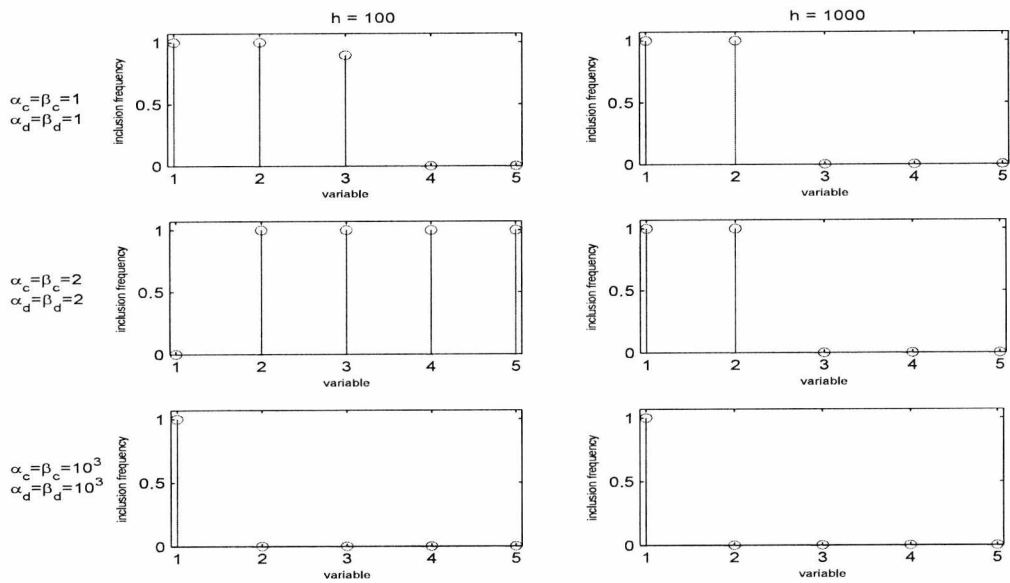 h = 100
h = 1000
α_c=β_c=1
α_d=β_d=1
inclusion frequency
1
0.5
0
1 2 3 4 5
variable
inclusion frequency
1
0.5
0
1 2 3 4 5
variable
α_c=β_c=2
α_d=β_d=2
inclusion frequency
1
0.5
0
1 2 3 4 5
variable
inclusion frequency
1
0.5
0
1 2 3 4 5
variable
α_c=β_c=10³
α_d=β_d=10³
inclusion frequency
1
0.5
0
1 2 3 4 5
variable
inclusion frequency
1
0.5
0
1 2 3 4 5
variable